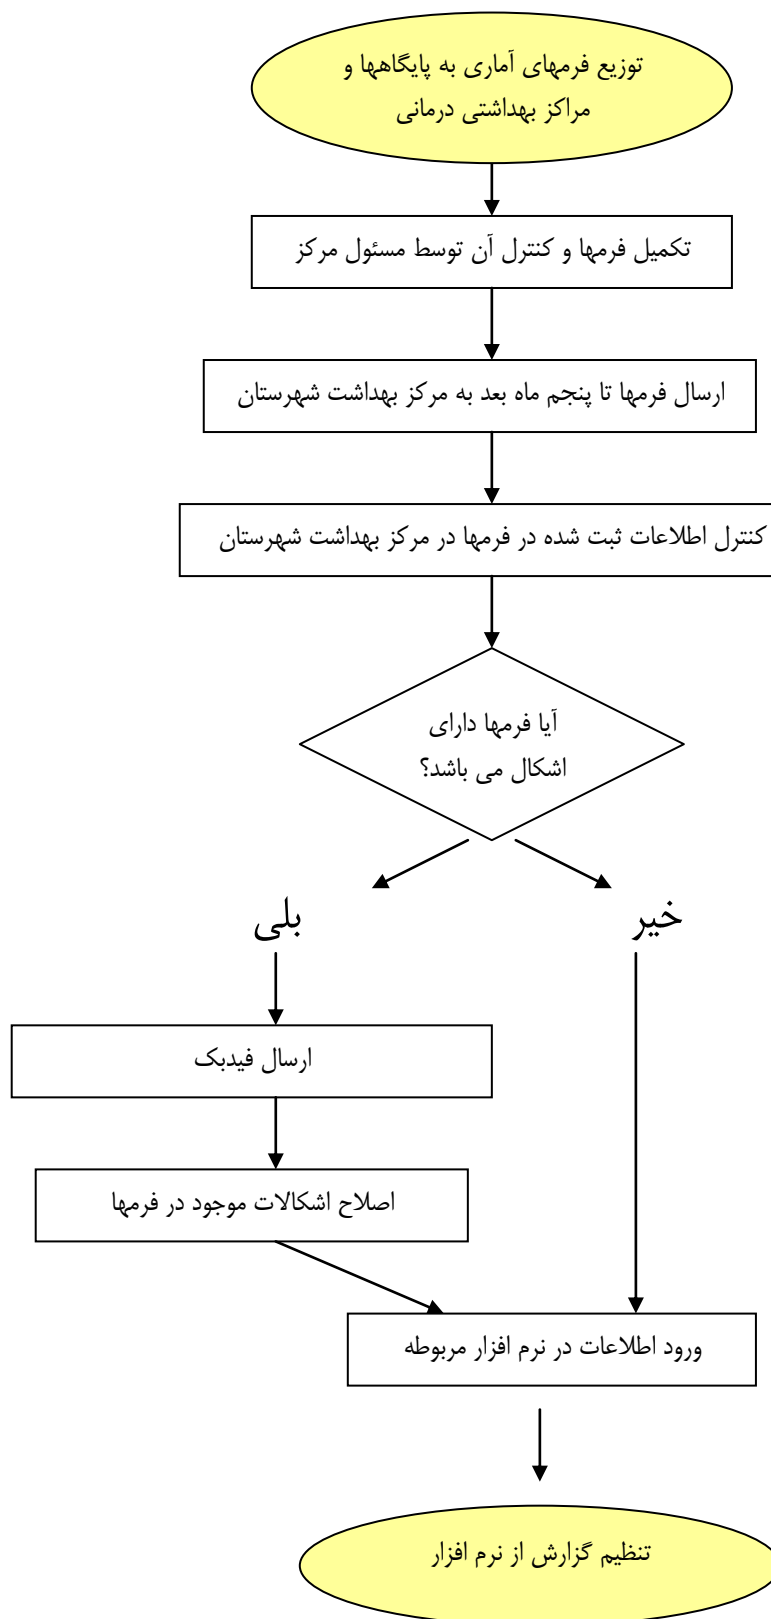 توزیع فرمهای آماری به پایگاهها و
مراکز بهداشتی درمانی
تکمیل فرمها و کنترل آن توسط مسئول مرکز
ارسال فرمها تا پنجم ماه بعد به مرکز بهداشت شهرستان
کنترل اطلاعات ثبت شده در فرمها در مرکز بهداشت شهرستان
آیا فرمها دارای
اشکال می باشد؟
خیر
بلی
ارسال فیدبک
اصلاح اشکالات موجود در فرمها
ورود اطلاعات در نرم افزار مربوطه
تنظیم گزارش از نرم افزار